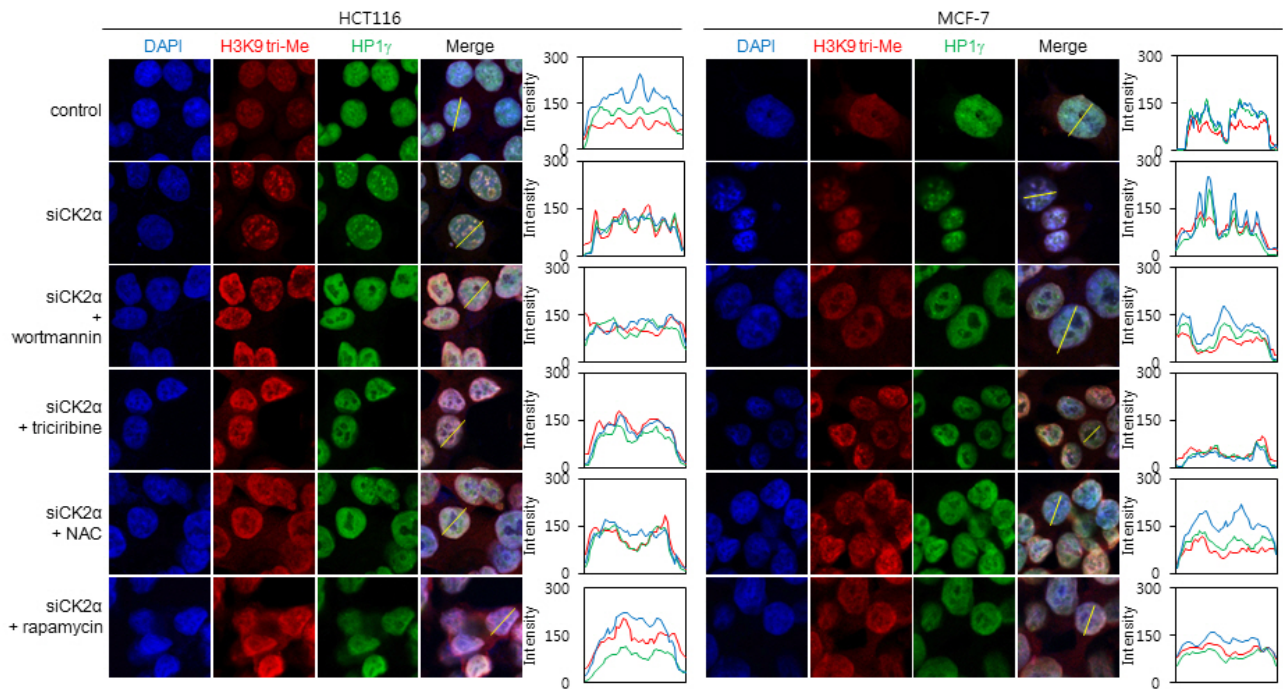 HCT116
MCF-7
DAPI H3K9 tri-Me HP1γ Merge
DAPI H3K9 tri-Me HP1γ Merge
control
Intensity
300
150
0
Intensity
300
150
0
siCK2α
Intensity
300
150
0
Intensity
300
150
0
siCK2α
+
wortmannin
Intensity
300
150
0
Intensity
300
150
0
siCK2α
+ triciribine
Intensity
300
150
0
Intensity
300
150
0
siCK2α
+ NAC
Intensity
300
150
0
Intensity
300
150
0
siCK2α
+ rapamycin
Intensity
300
150
0
Intensity
300
150
0